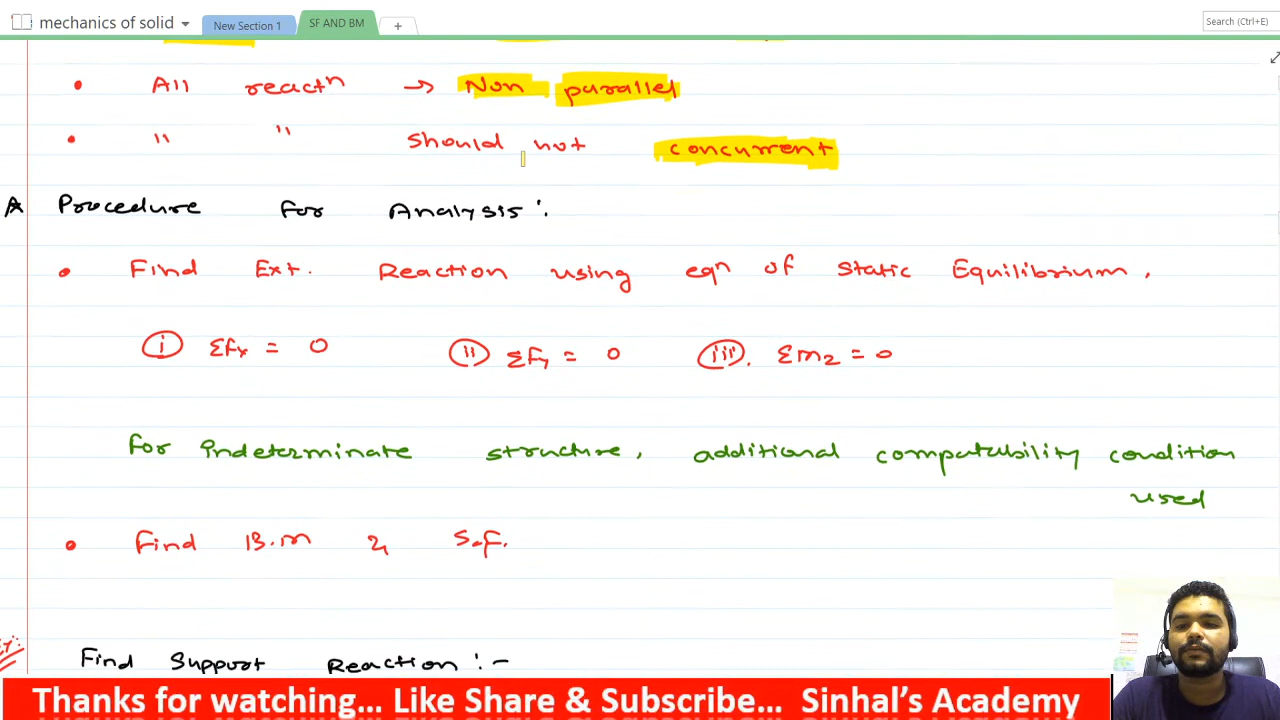 mechanics of solid
New Section 1
SF AND BM
+
Search (Ctrl+E)
• All reactn → Non parallel
• " " should not concurrent
Procedure for Analysis :
• Find Ext. Reaction using eqn of static Equilibrium.
(i) ΣFx = 0 (ii) ΣFy = 0 (iii). Σmz = 0
for indeterminate structure, additional compatability condition
used
• Find B.m & S.F.
Ex:
Find Support Reaction :-
Thanks for watching... Like Share & Subscribe... Sinhal's Academy